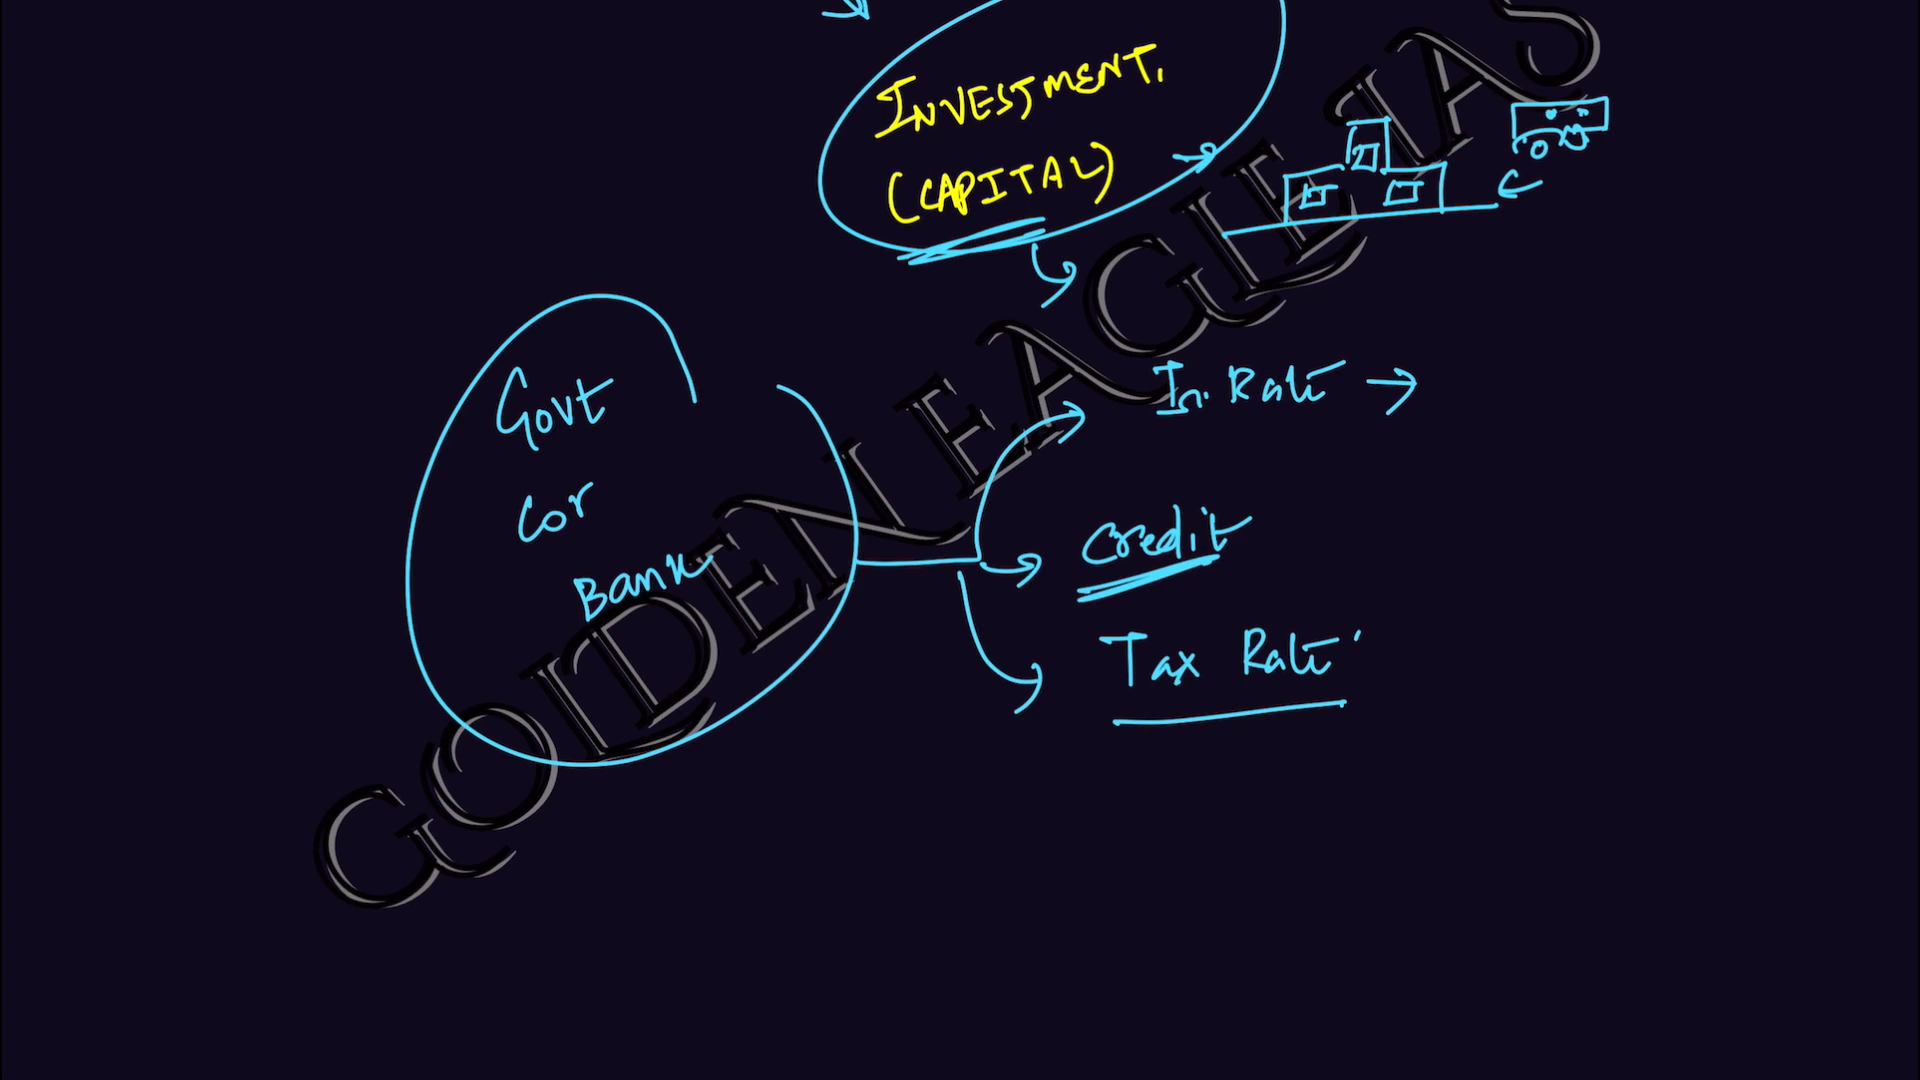 INVESTMENT.
(CAPITAL)
In. Rate →
Govt
Cor
Bank
Credit
Tax Rate
GOLDEN EAGLE IAS